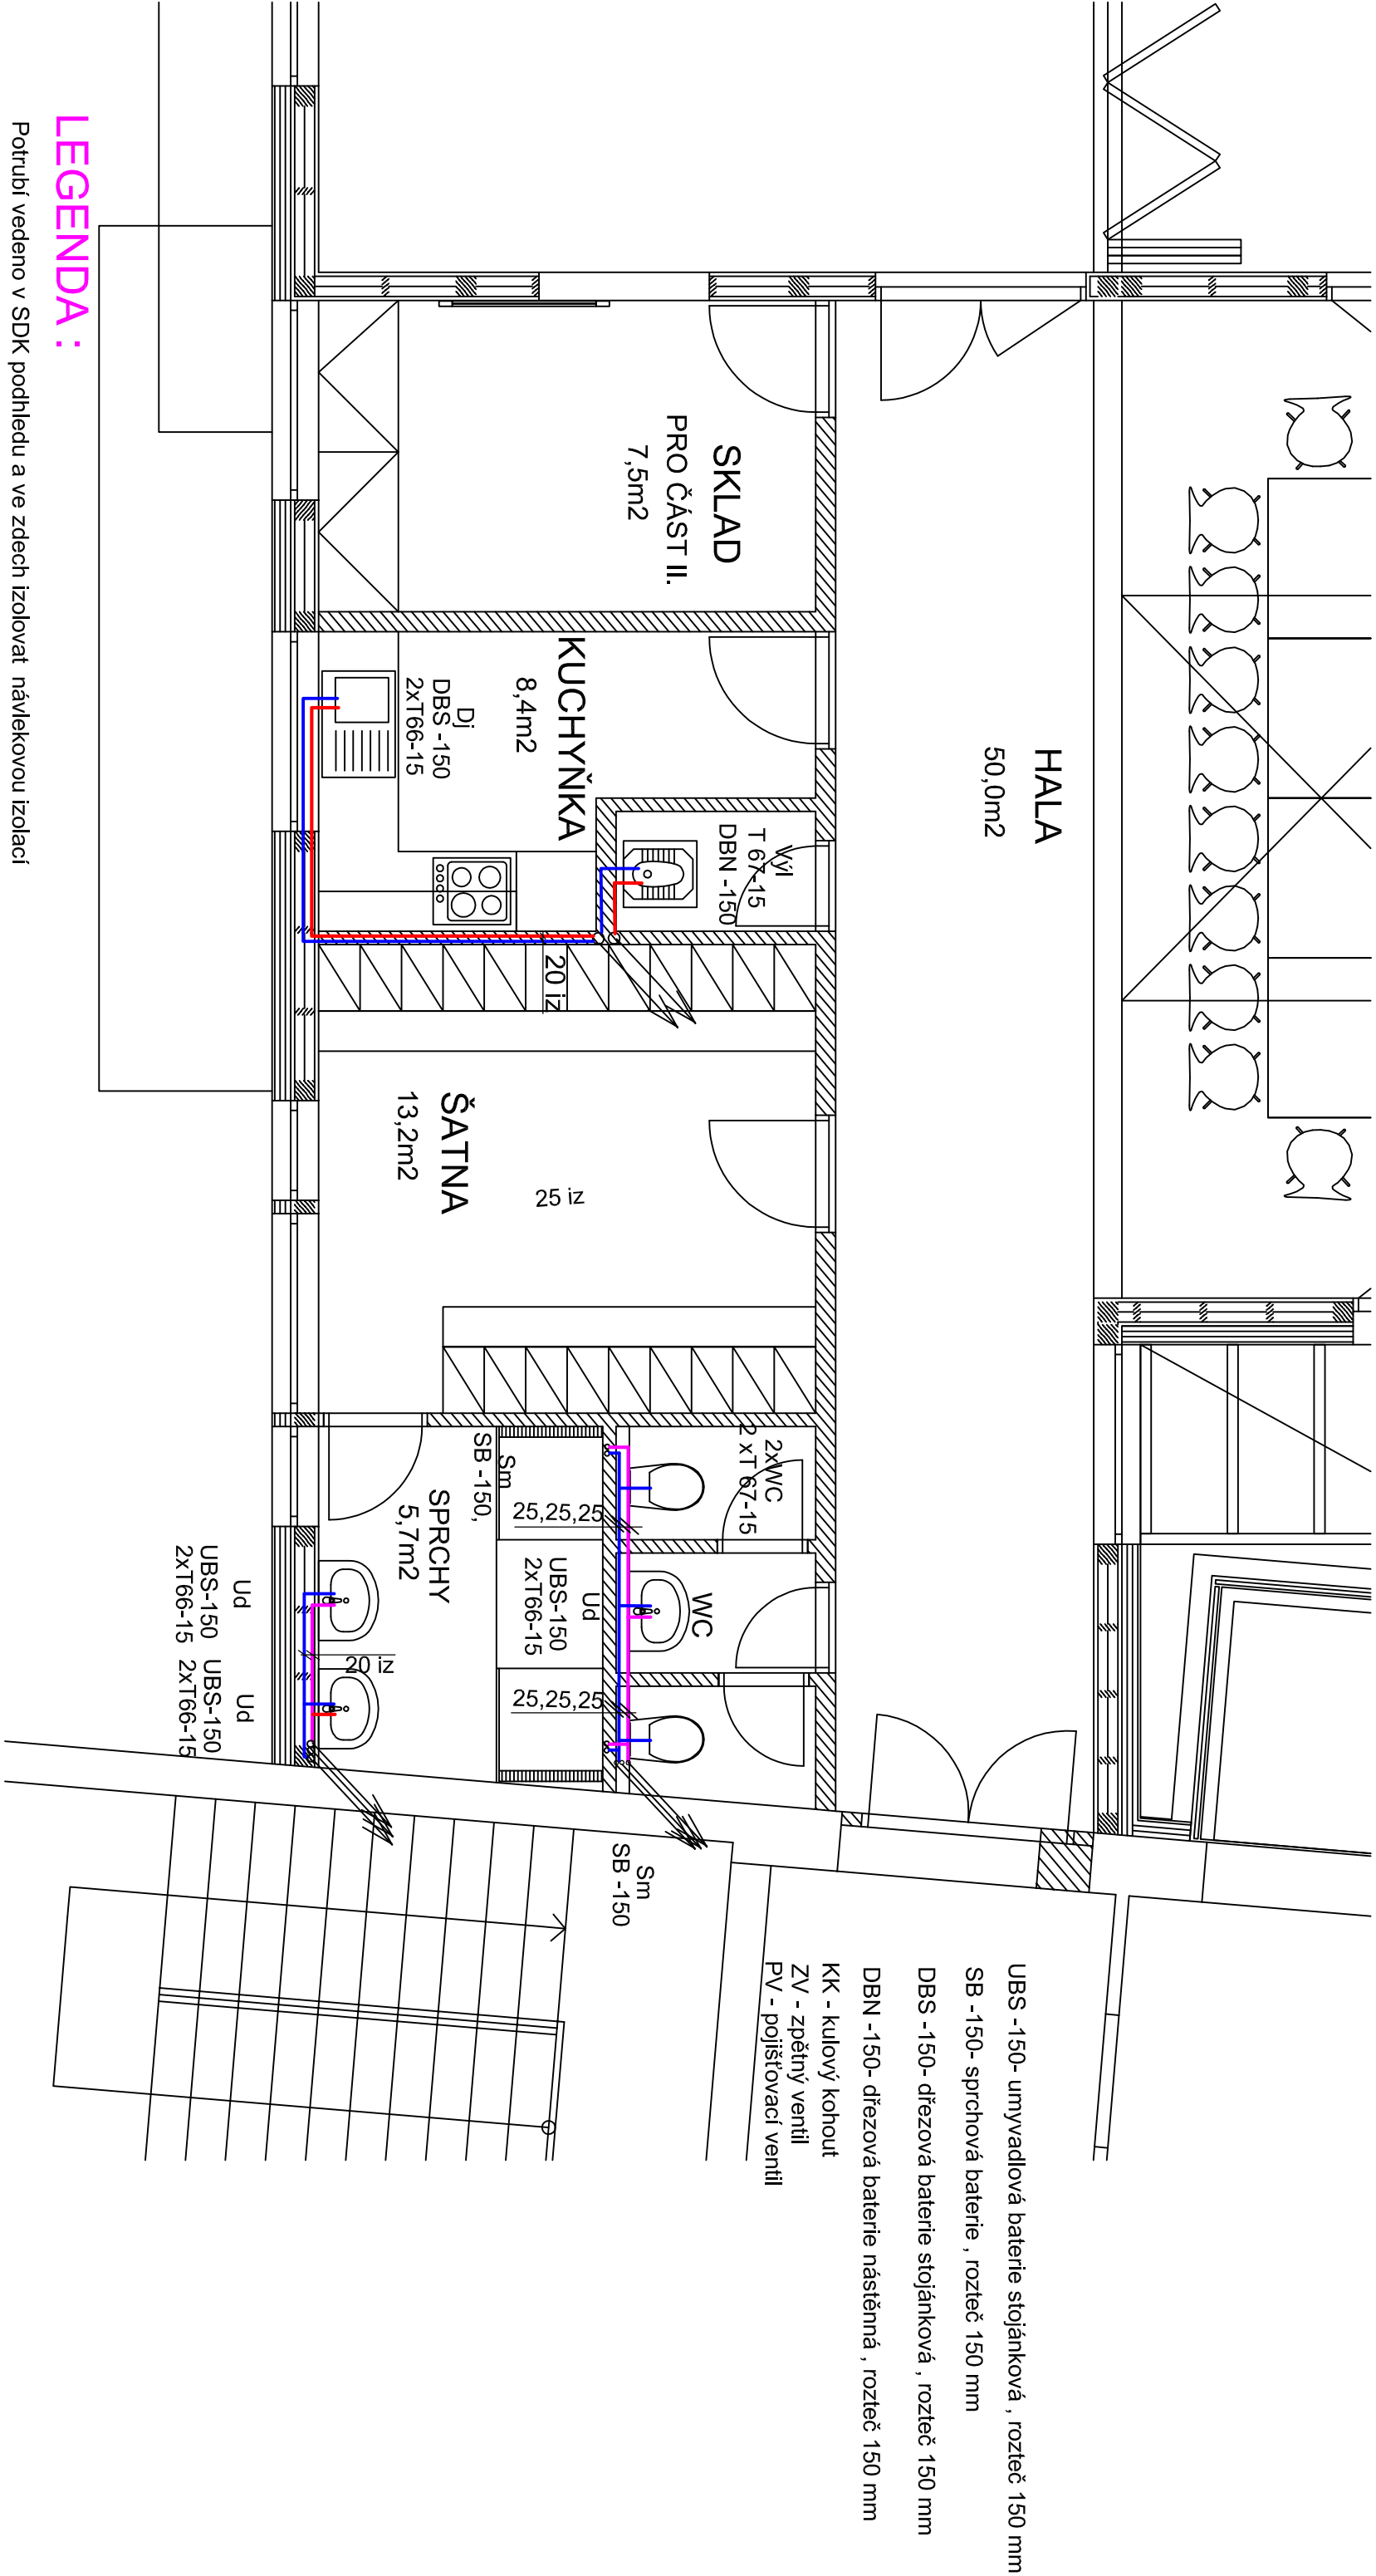 HALA
50,0m2
SKLAD
PRO ČÁST II.
7,5m2
KUCHYŇKA
8,4m2
Dj
DBS -150
2xT66-15
Výl
T 67-15
DBN -150
20 iz
ŠATNA
13,2m2
25 iz
2xWC
2 xT 67-15
WC
Sm
SB -150,
25,25,25
Ud
UBS-150
2xT66-15
25,25,25
SPRCHY
5,7m2
20 iz
Ud
UBS-150
2xT66-15
Ud
UBS-150
2xT66-15
Sm
SB -150
UBS -150- umyvadlová baterie stojánková , rozteč 150 mm
SB -150- sprchová baterie , rozteč 150 mm
DBS -150- dřezová baterie stojánková , rozteč 150 mm
DBN -150- dřezová baterie nástěnná , rozteč 150 mm
KK - kulový kohout
ZV - zpětný ventil
PV - pojišťovací ventil
LEGENDA :
Potrubí vedeno v SDK podhledu a ve zdech izolovat návlekovou izolací